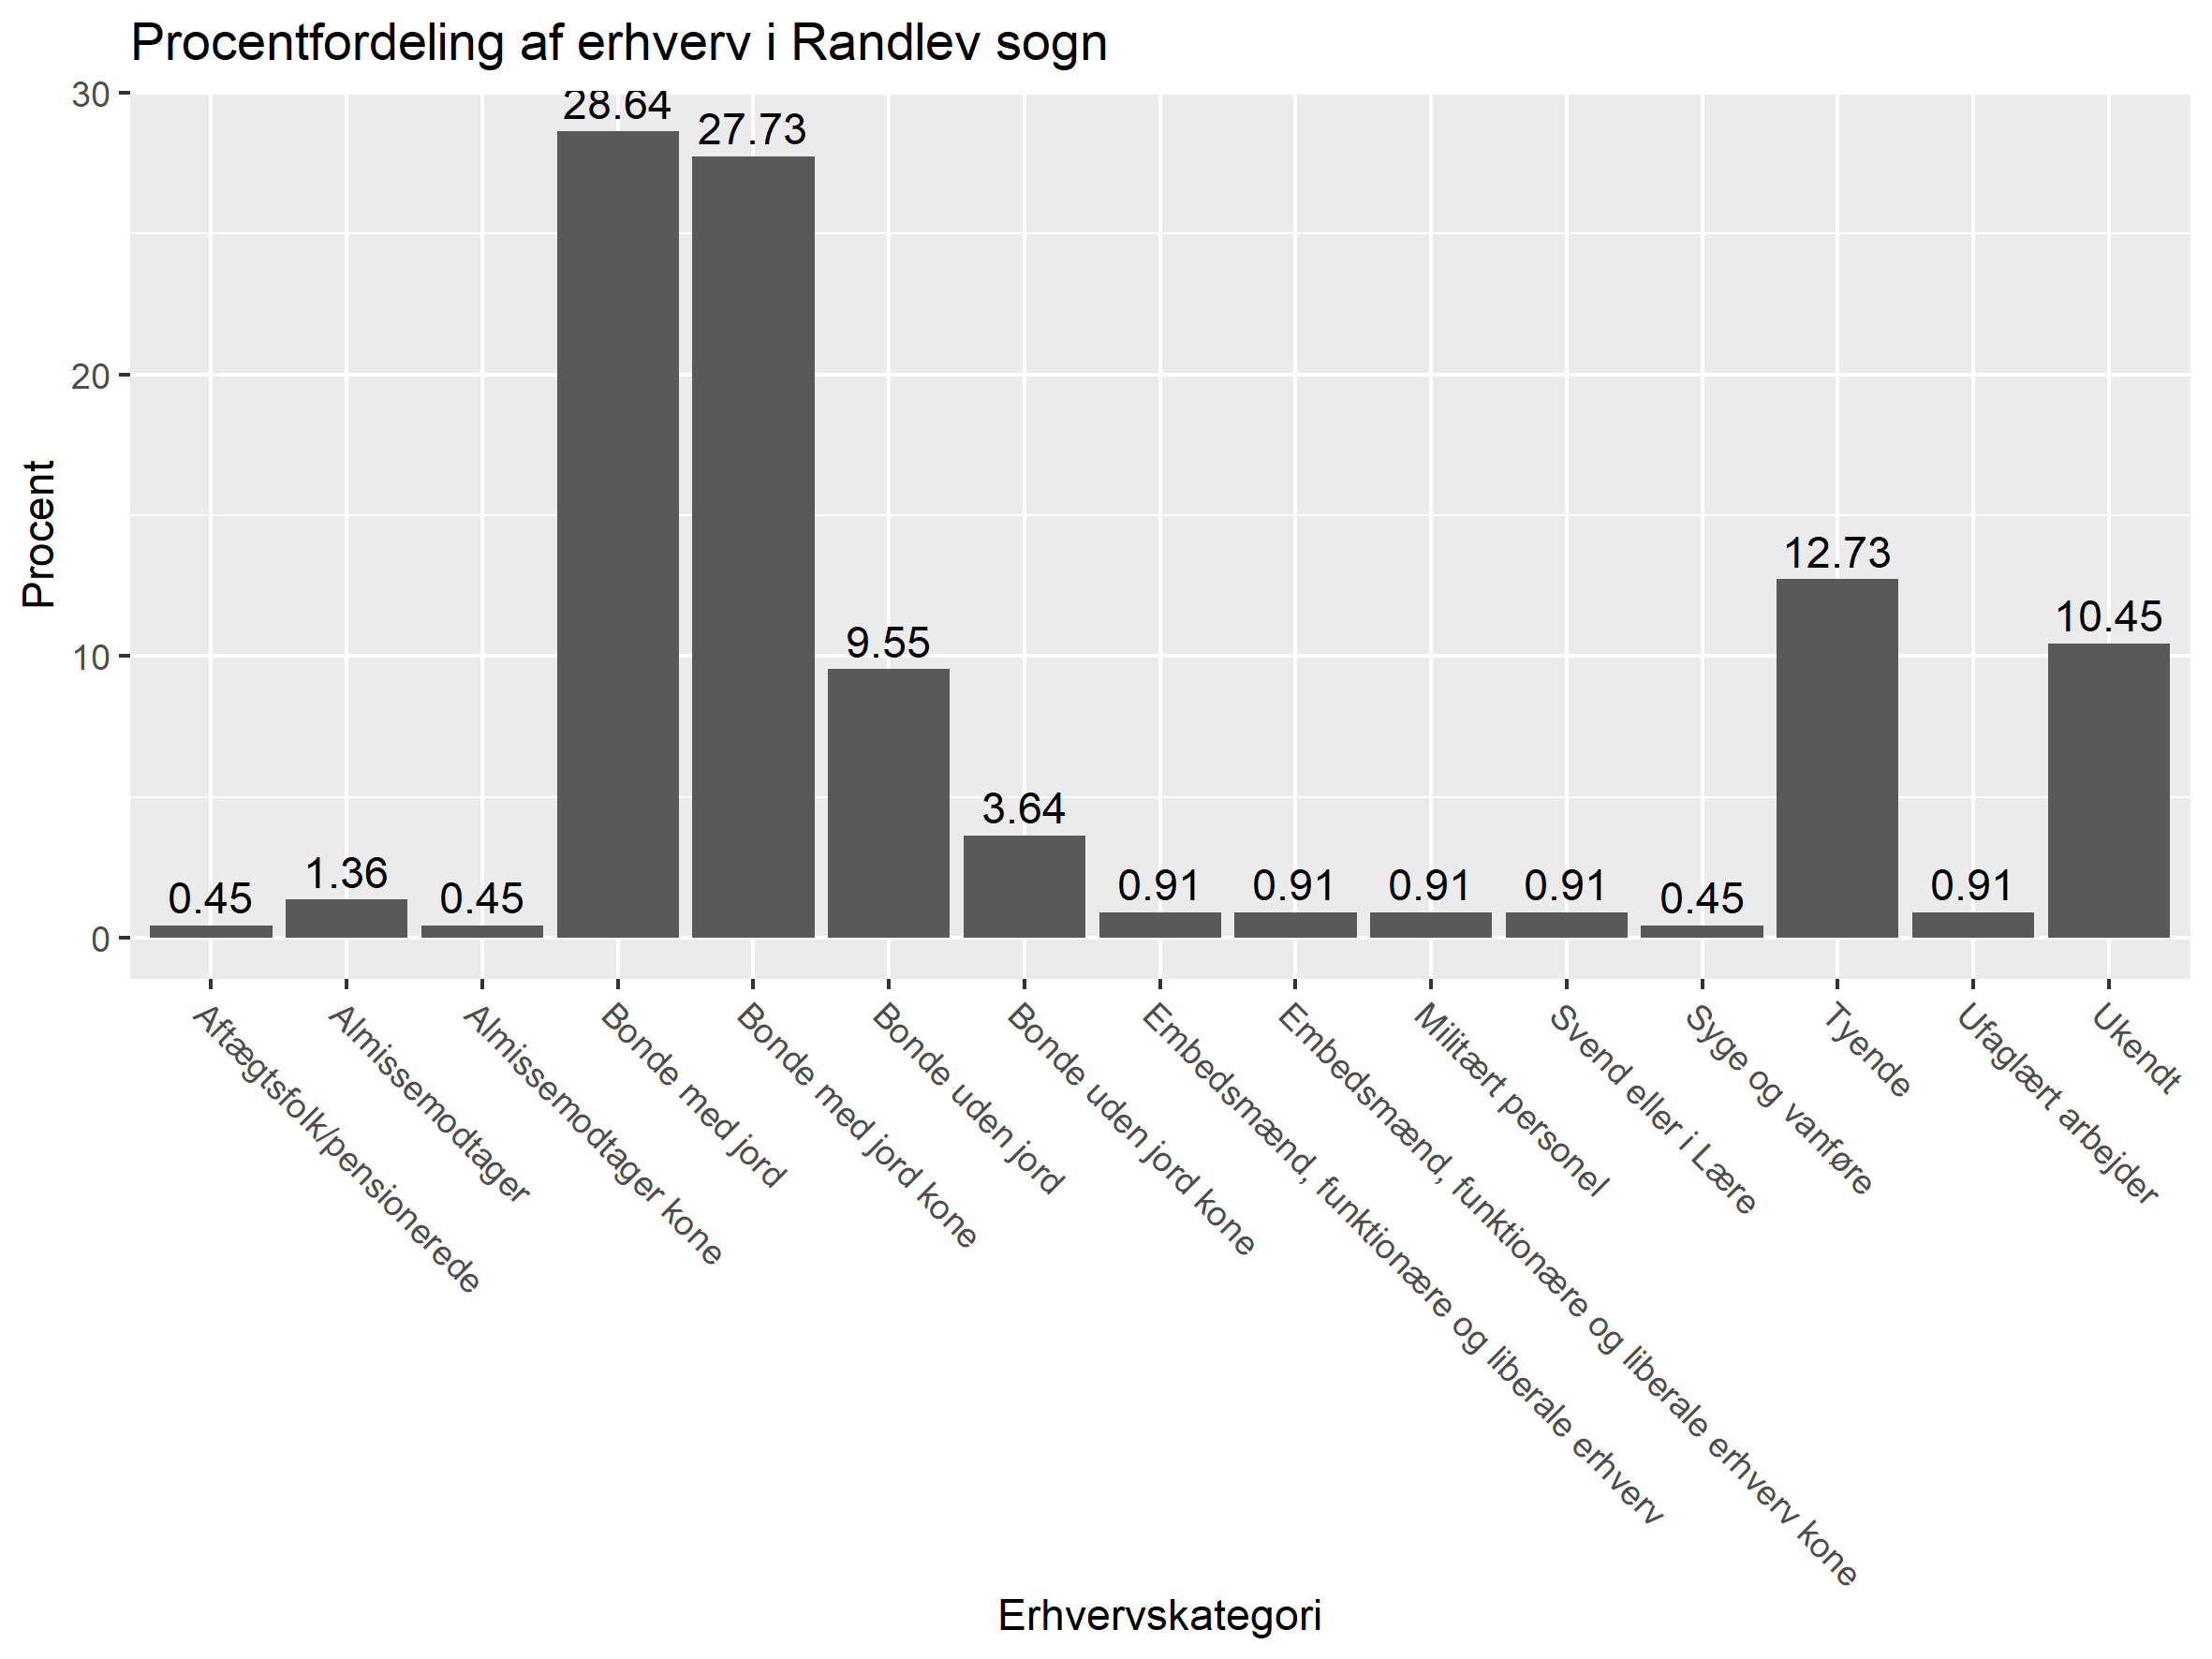 Procentfordeling af erhverv i Randlev sogn
Procent
30
20
10
0
0.45
1.36
0.45
28.64
27.73
9.55
3.64
0.91
0.91
0.91
0.91
0.45
12.73
0.91
10.45
Aftægtsfolk/pensionerede
Almissemodtager
Almissemodtager kone
Bonde med jord
Bonde med jord kone
Bonde uden jord
Bonde uden jord kone
Embedsmænd, funktionære og liberale erhverv
Embedsmænd, funktionære og liberale erhverv kone
Militært personel
Svend eller i Lære
Syge og vanføre
Tyende
Ufaglært arbejder
Ukendt
Erhvervskategori